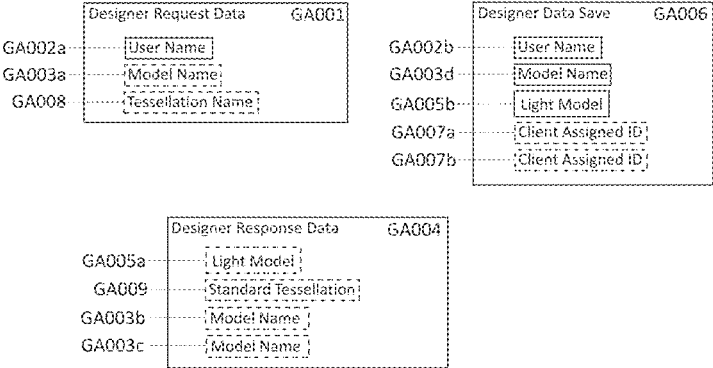 Designer Request Data GA001
GA002a User Name
GA003a Model Name
GA008 Tessellation Name
Designer Data Save GA006
GA002b User Name
GA003d Model Name
GA005b Light Model
GA007a Client Assigned ID
GA007b Client Assigned ID
Designer Response Data GA004
GA005a Light Model
GA009 Standard Tessellation
GA003b Model Name
GA003c Model Name